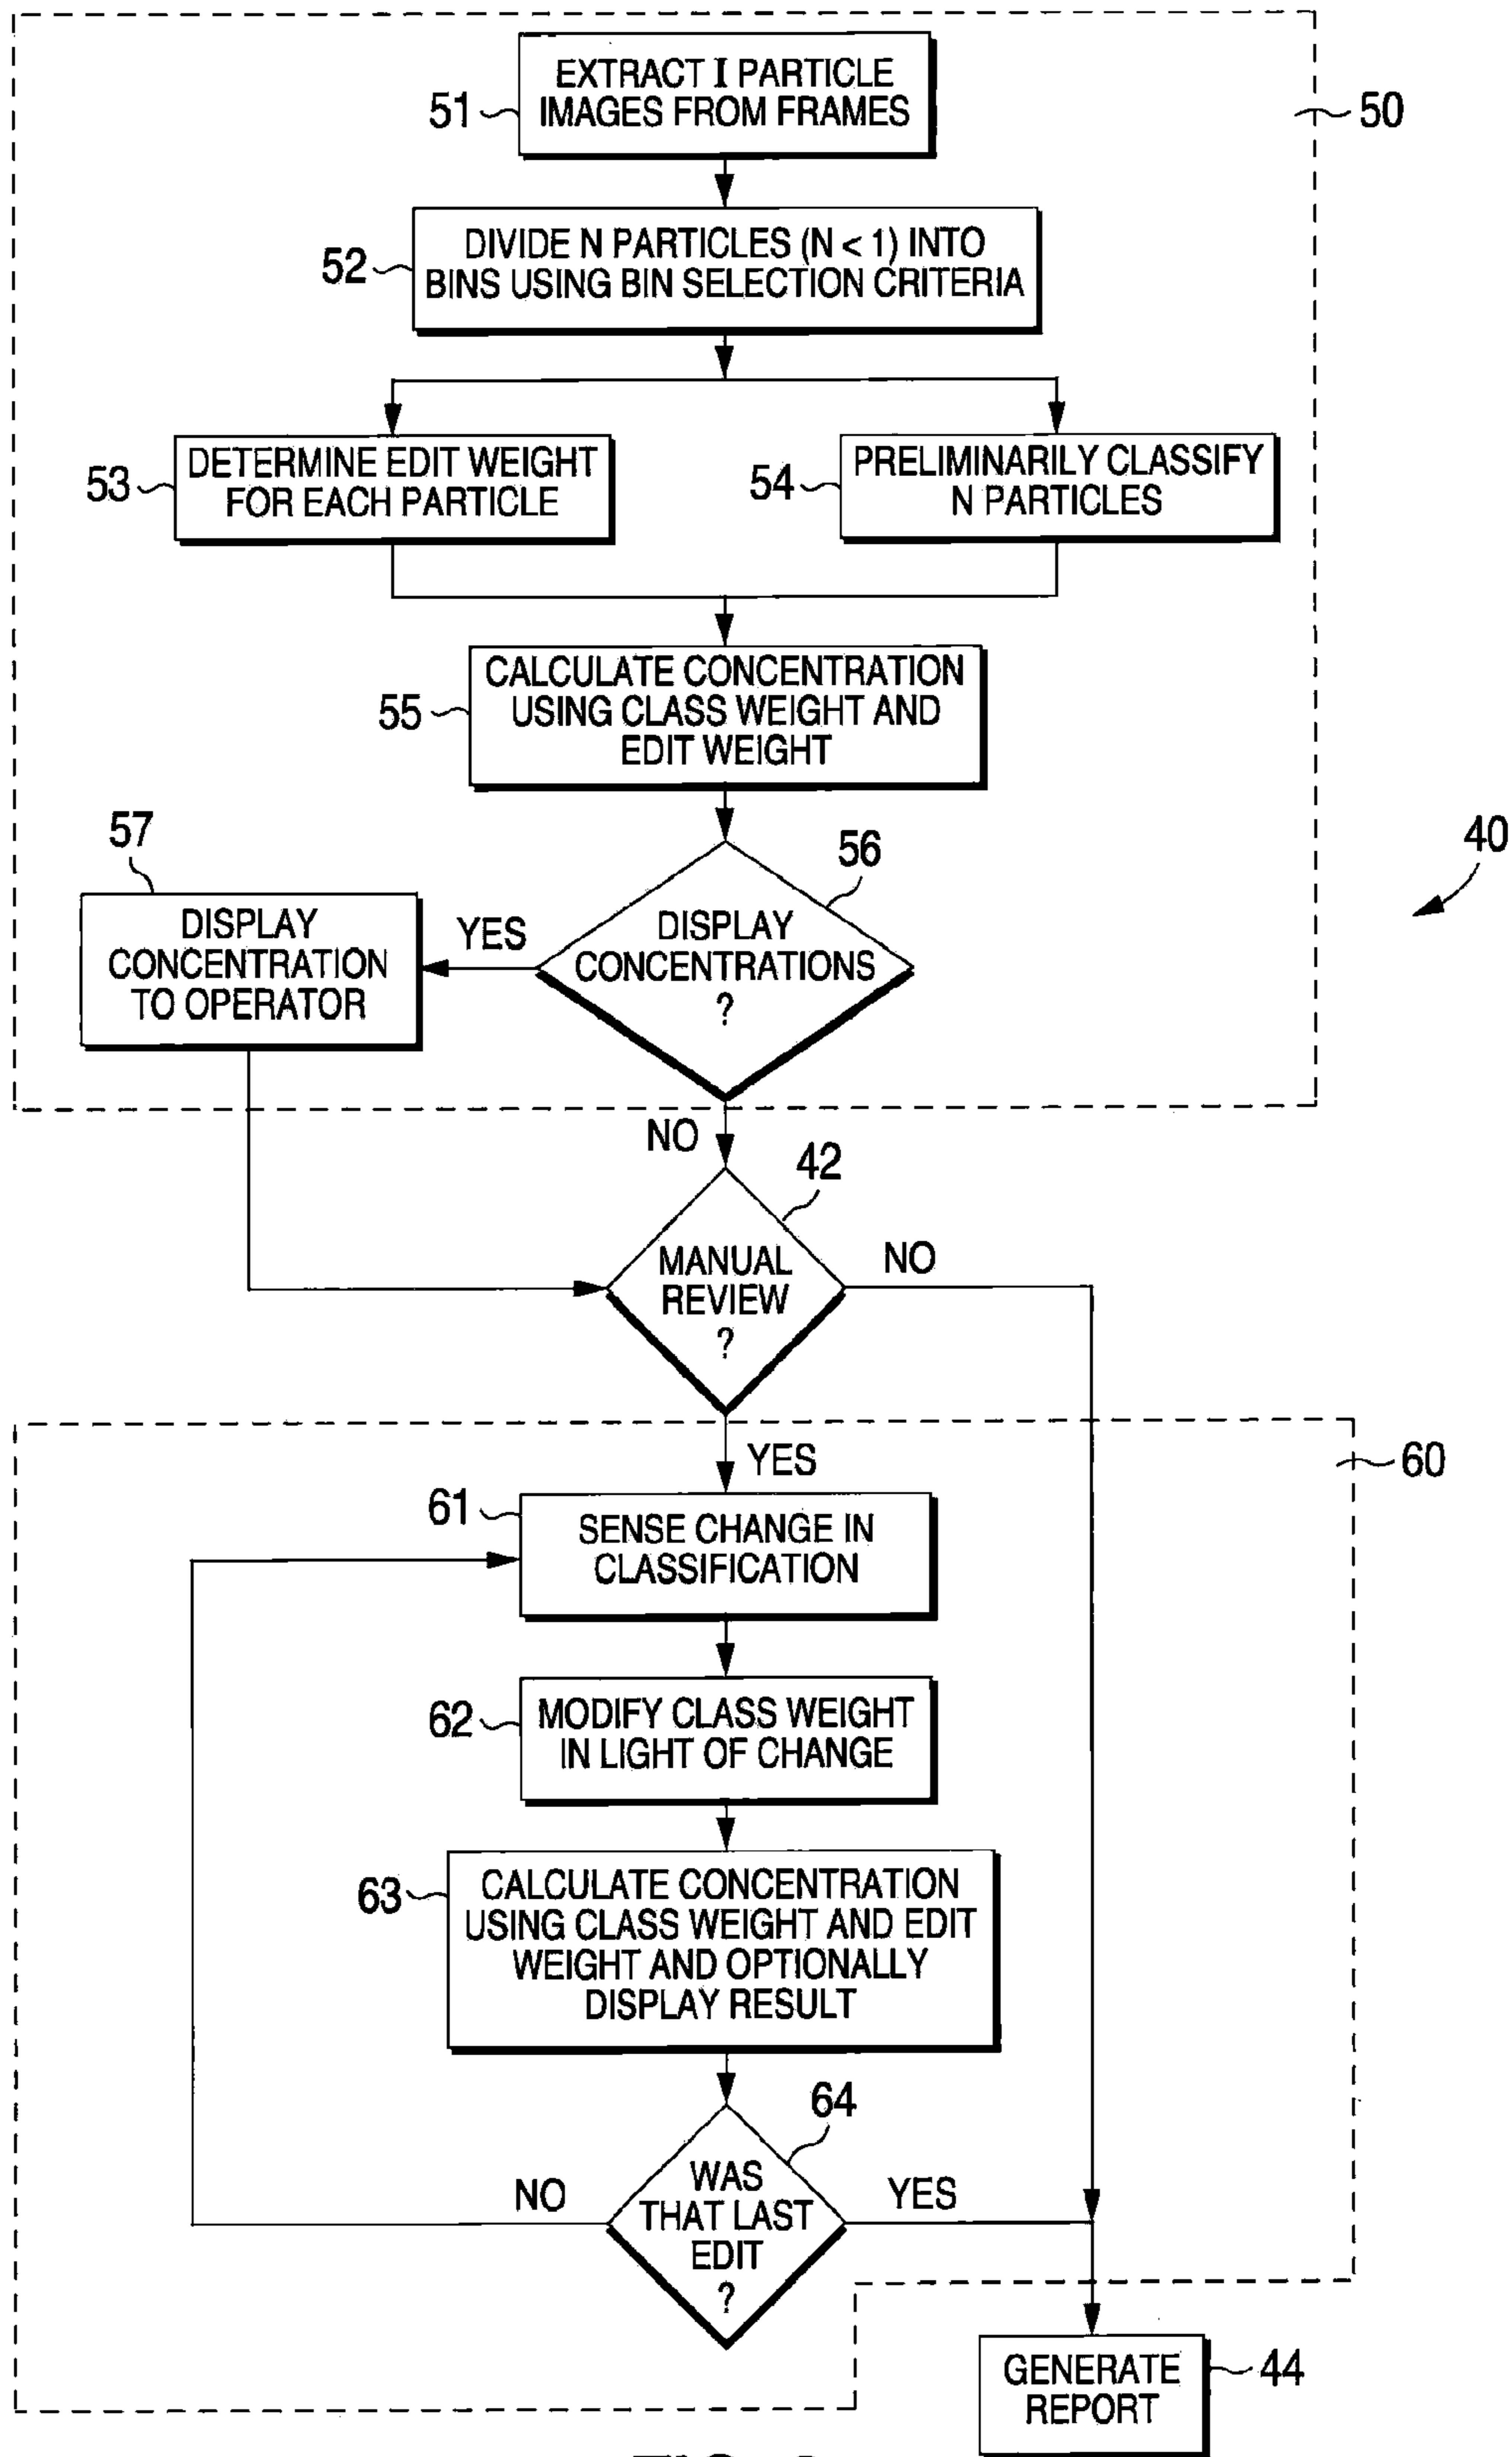 EXTRACT I PARTICLE
IMAGES FROM FRAMES
51
50
DIVIDE N PARTICLES (N < 1) INTO
BINS USING BIN SELECTION CRITERIA
52
DETERMINE EDIT WEIGHT
FOR EACH PARTICLE
53
PRELIMINARILY CLASSIFY
N PARTICLES
54
CALCULATE CONCENTRATION
USING CLASS WEIGHT AND
EDIT WEIGHT
55
57
56
40
DISPLAY
CONCENTRATION
TO OPERATOR
YES
DISPLAY
CONCENTRATIONS
?
NO
42
MANUAL
REVIEW
?
NO
YES
60
61
SENSE CHANGE IN
CLASSIFICATION
62
MODIFY CLASS WEIGHT
IN LIGHT OF CHANGE
63
CALCULATE CONCENTRATION
USING CLASS WEIGHT AND EDIT
WEIGHT AND OPTIONALLY
DISPLAY RESULT
64
NO
WAS
THAT LAST
EDIT
?
YES
GENERATE
REPORT
44